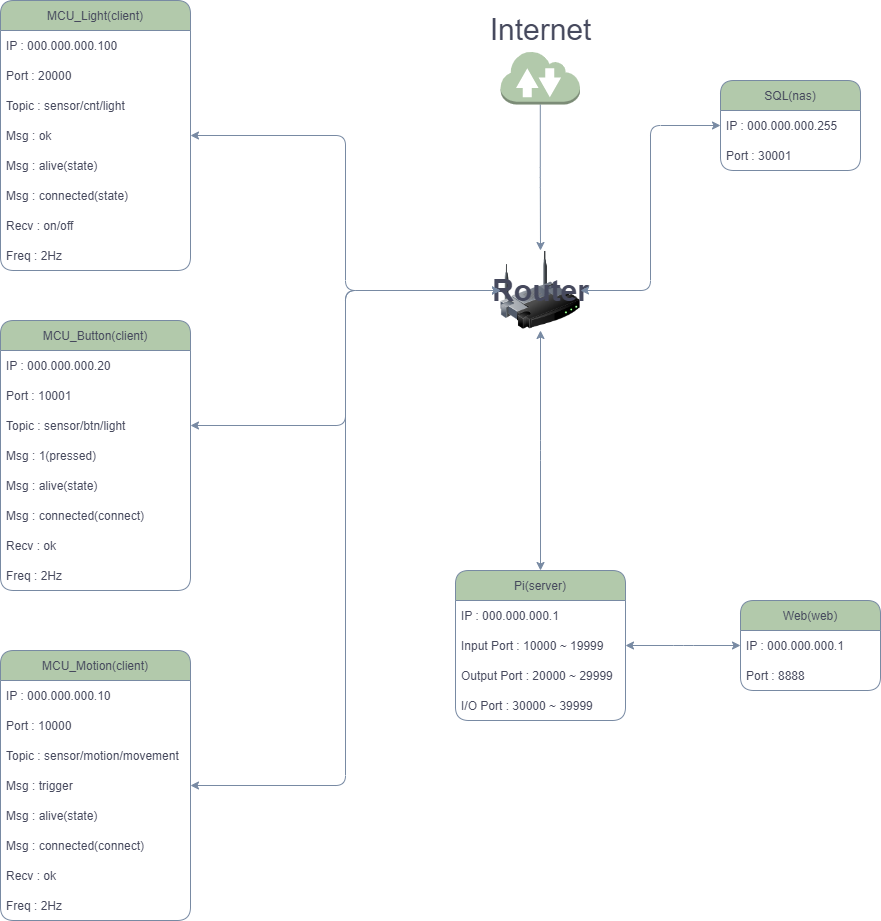 MCU_Light(client)
IP : 000.000.000.100
Port : 20000
Topic : sensor/cnt/light
Msg : ok
Msg : alive(state)
Msg : connected(state)
Recv : on/off
Freq : 2Hz
Internet
SQL(nas)
IP : 000.000.000.255
Port : 30001
Router
MCU_Button(client)
IP : 000.000.000.20
Port : 10001
Topic : sensor/btn/light
Msg : 1(pressed)
Msg : alive(state)
Msg : connected(connect)
Recv : ok
Freq : 2Hz
MCU_Motion(client)
IP : 000.000.000.10
Port : 10000
Topic : sensor/motion/movement
Msg : trigger
Msg : alive(state)
Msg : connected(connect)
Recv : ok
Freq : 2Hz
Pi(server)
IP : 000.000.000.1
Input Port : 10000 ~ 19999
Output Port : 20000 ~ 29999
I/O Port : 30000 ~ 39999
Web(web)
IP : 000.000.000.1
Port : 8888